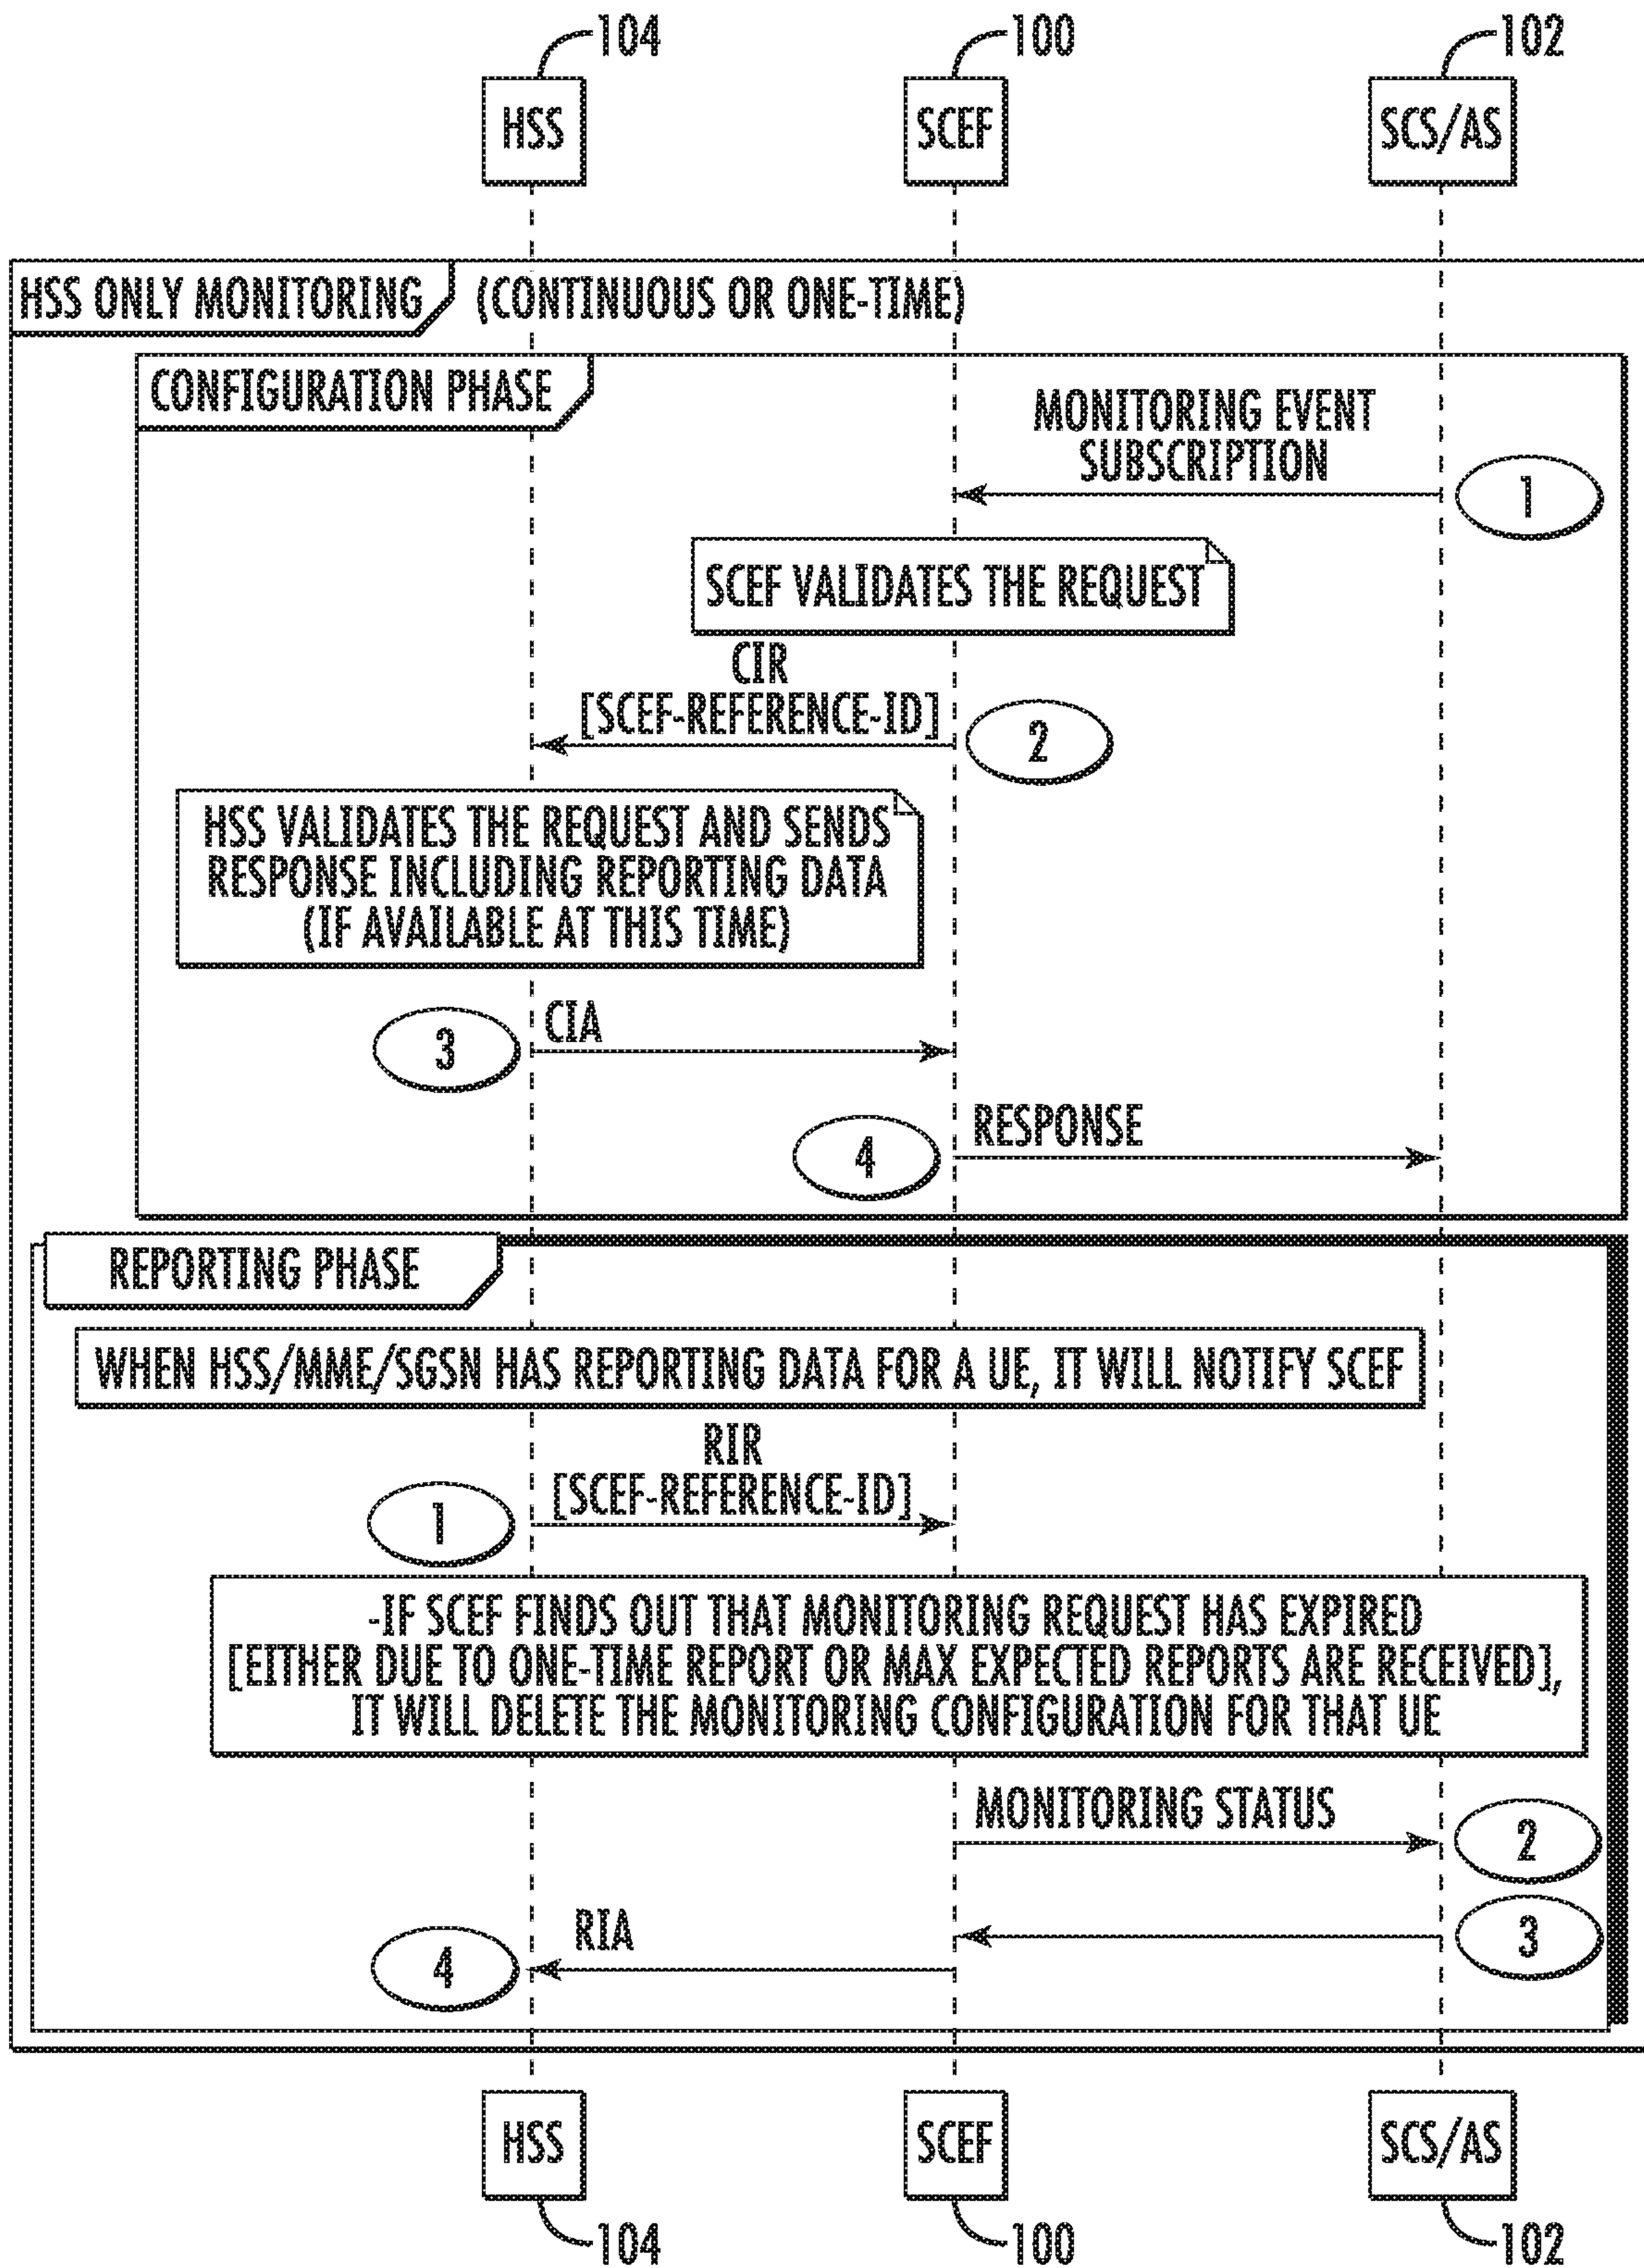 104
100
102
HSS
SCEF
SCS/AS
HSS ONLY MONITORING
(CONTINUOUS OR ONE-TIME)
CONFIGURATION PHASE
MONITORING EVENT
SUBSCRIPTION
1
SCEF VALIDATES THE REQUEST
CIR
[SCEF-REFERENCE-ID]
2
HSS VALIDATES THE REQUEST AND SENDS
RESPONSE INCLUDING REPORTING DATA
(IF AVAILABLE AT THIS TIME)
3
CIA
4
RESPONSE
REPORTING PHASE
WHEN HSS/MME/SGSN HAS REPORTING DATA FOR A UE, IT WILL NOTIFY SCEF
RIR
[SCEF-REFERENCE-ID]
1
-IF SCEF FINDS OUT THAT MONITORING REQUEST HAS EXPIRED
[EITHER DUE TO ONE-TIME REPORT OR MAX EXPECTED REPORTS ARE RECEIVED],
IT WILL DELETE THE MONITORING CONFIGURATION FOR THAT UE
MONITORING STATUS
2
3
RIA
4
HSS
SCEF
SCS/AS
104
100
102